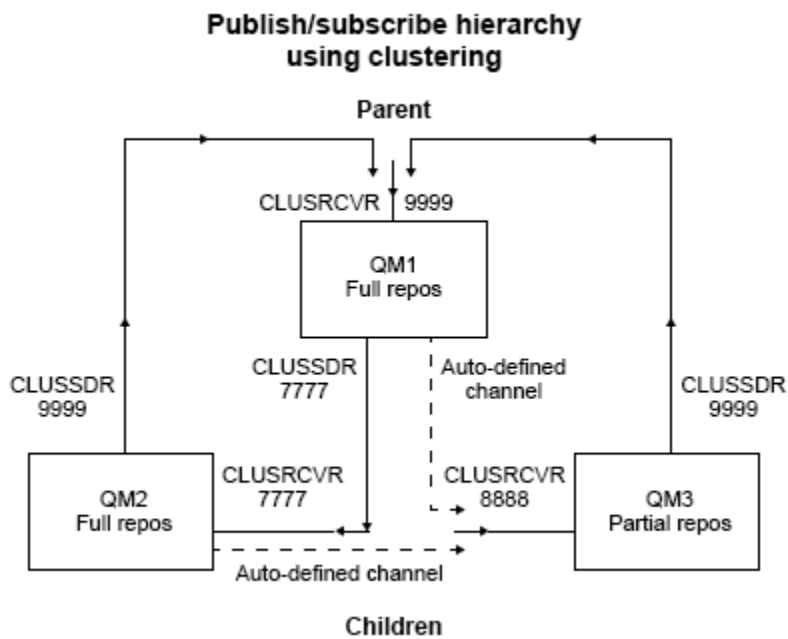 Publish/subscribe hierarchy
using clustering
Parent
CLUSRCVR 9999
QM1
Full repos
CLUSSDR
7777
Auto-defined
channel
CLUSSDR
9999
CLUSSDR
9999
CLUSRCVR
7777
CLUSRCVR
8888
QM2
Full repos
QM3
Partial repos
Auto-defined channel
Children